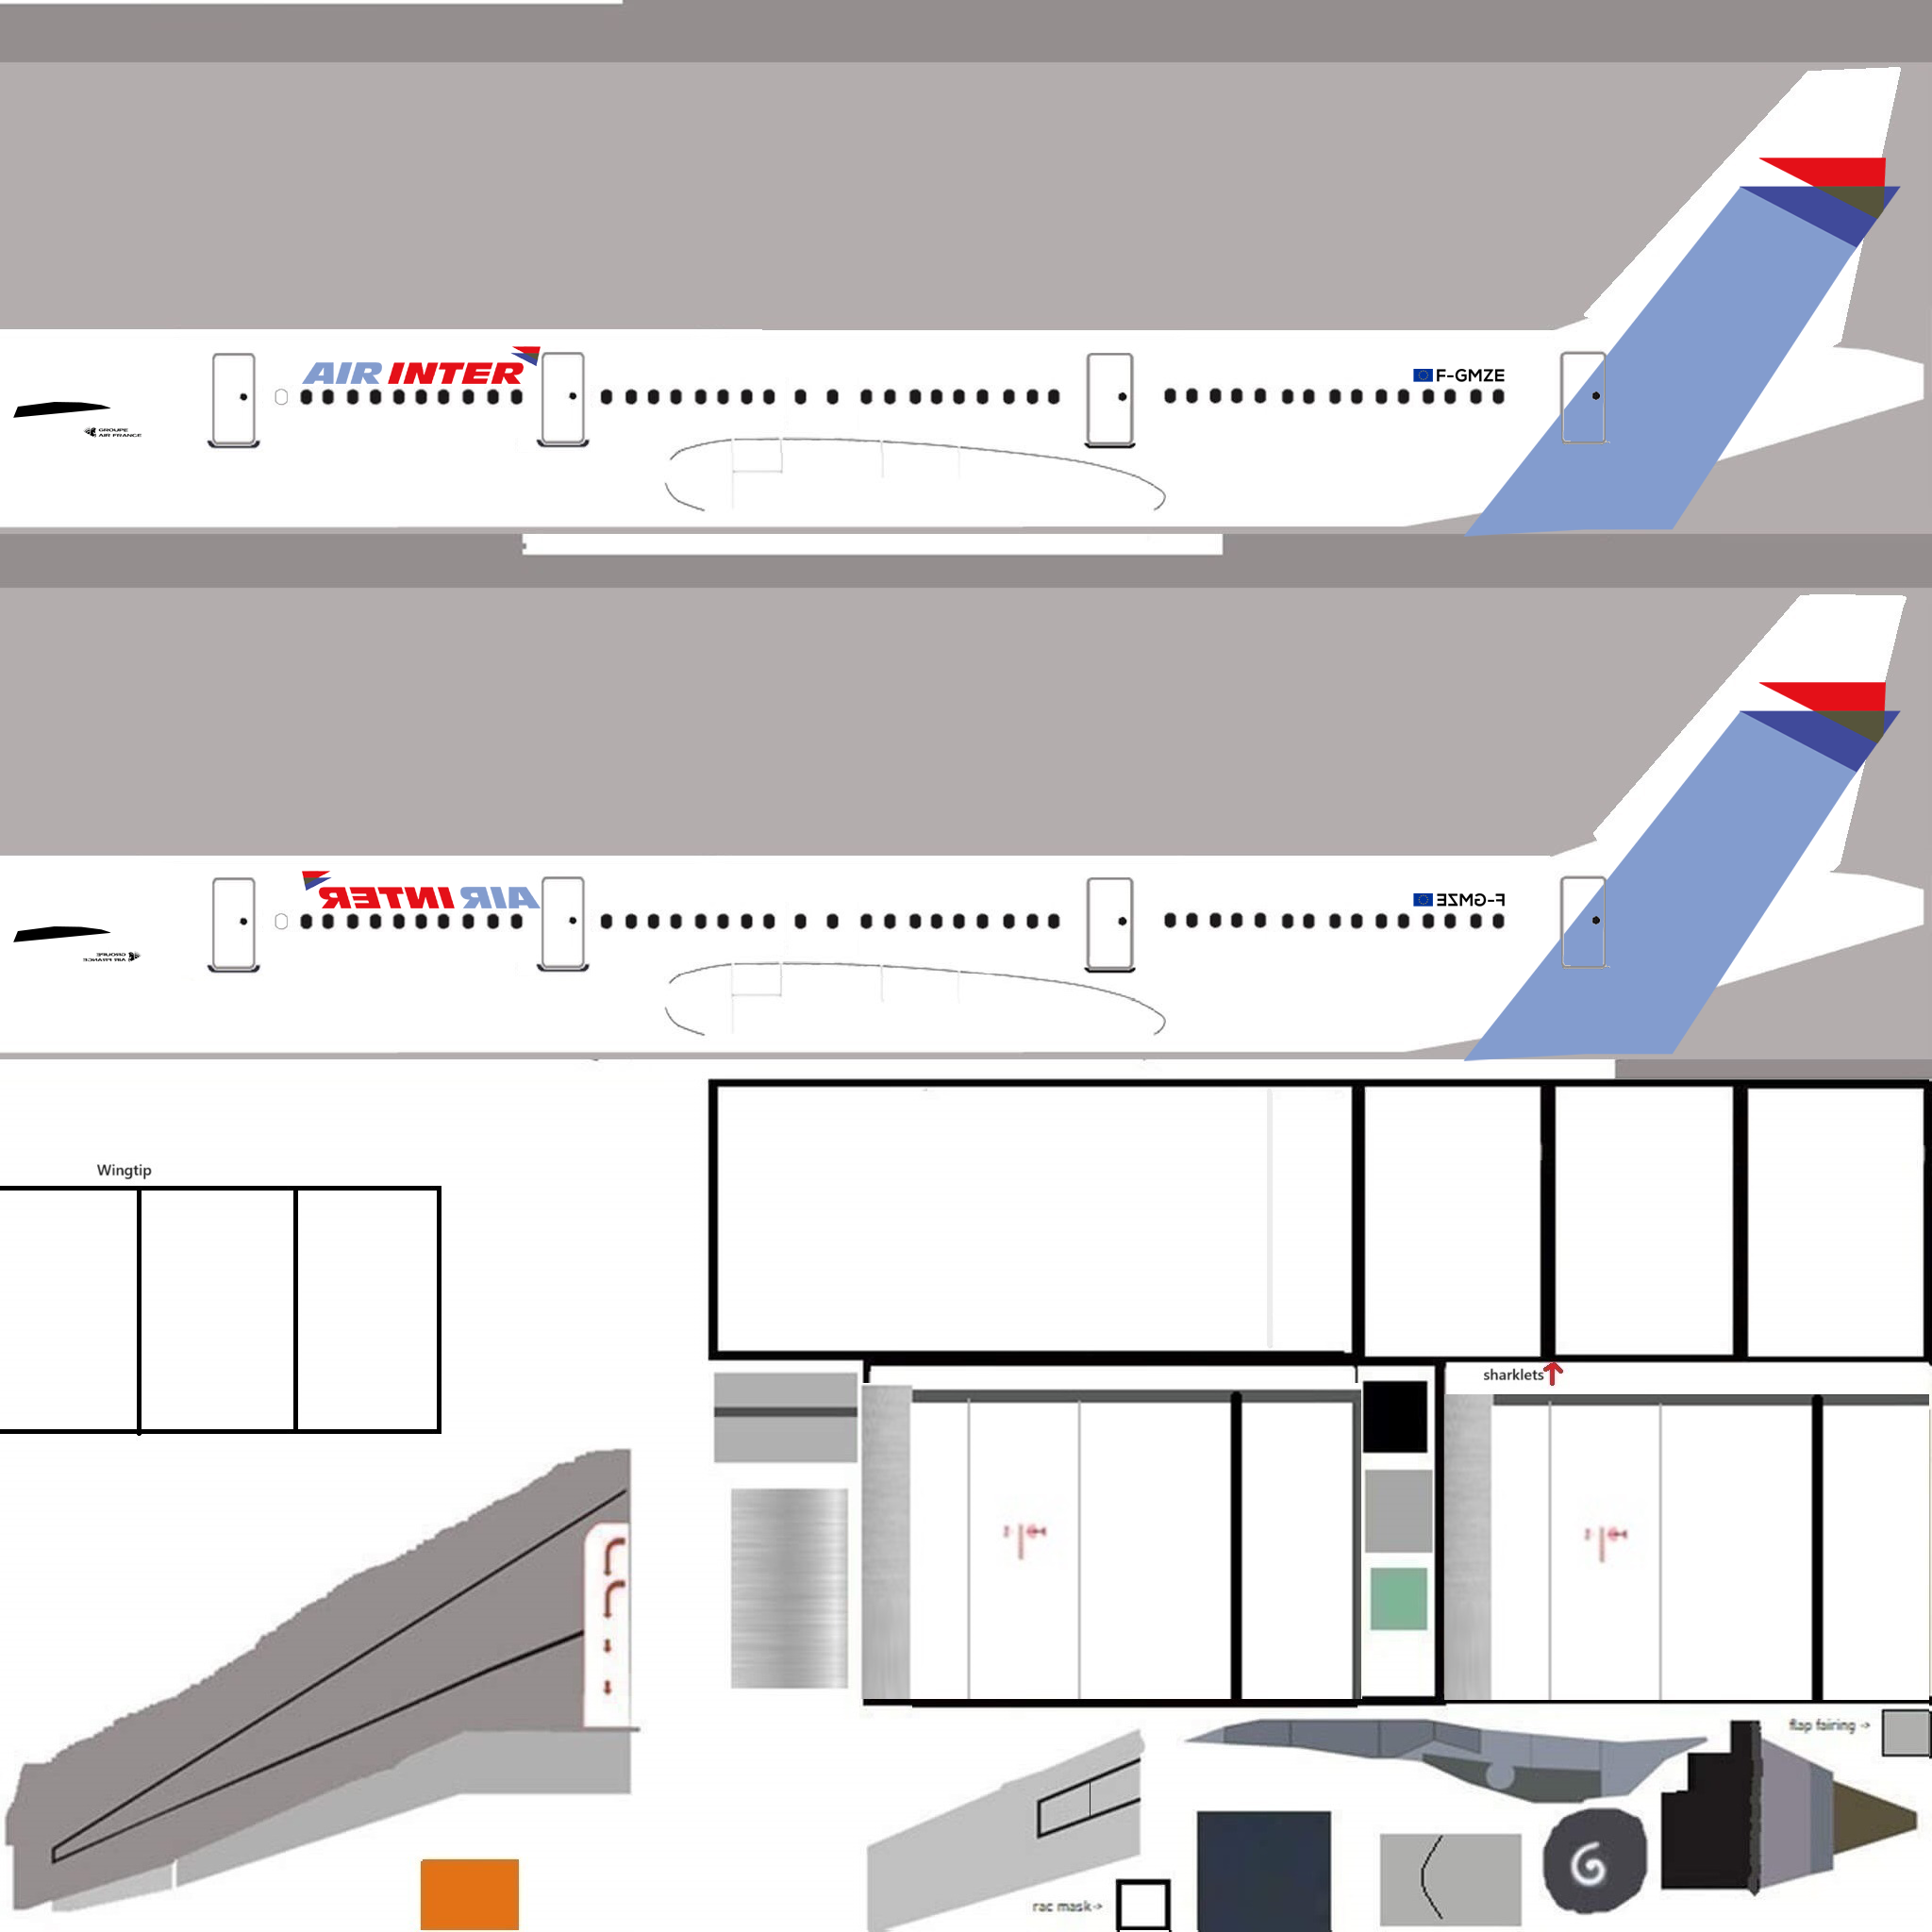 AIR INTER
F-GMZE
GROUPE
AIR FRANCE
AIR INTER
F-GMZE
GROUPE
AIR FRANCE
Wingtip
sharklets
flap fairing ->
rac mask->